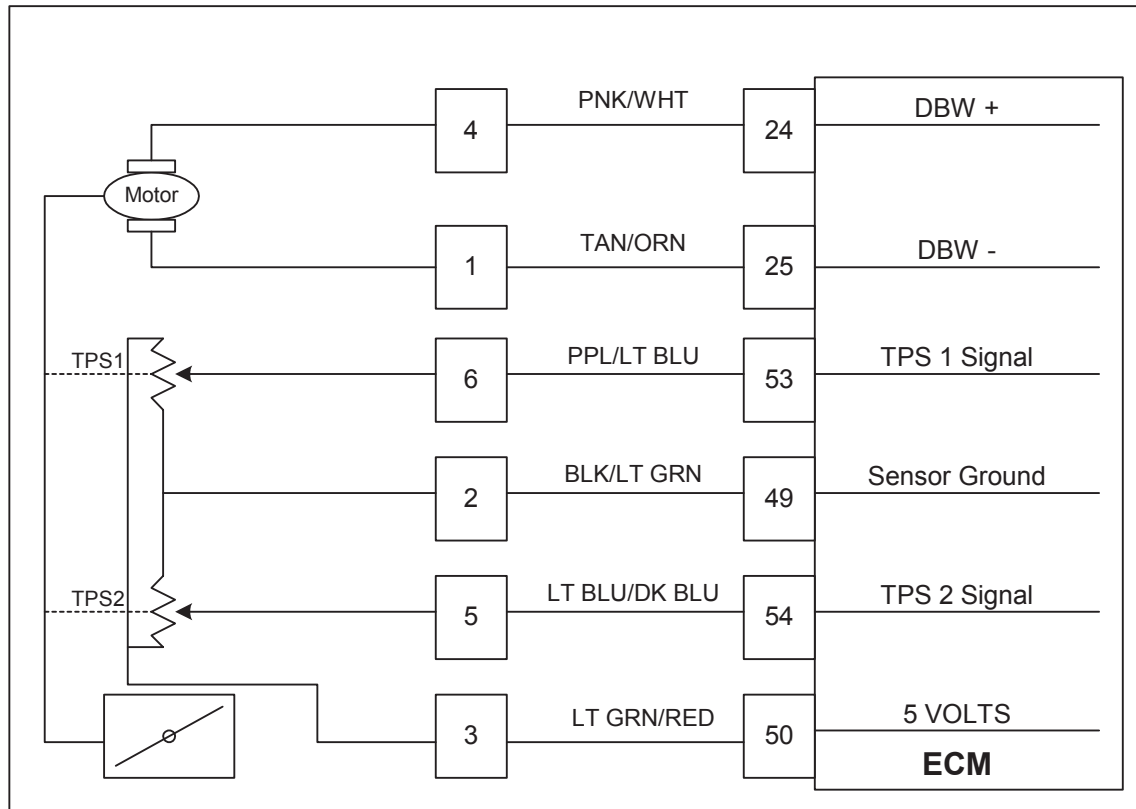 PNK/WHT
4
24
DBW +
Motor
TAN/ORN
1
25
DBW -
TPS1
PPL/LT BLU
6
53
TPS 1 Signal
BLK/LT GRN
2
49
Sensor Ground
TPS2
LT BLU/DK BLU
5
54
TPS 2 Signal
LT GRN/RED
3
50
5 VOLTS
ECM